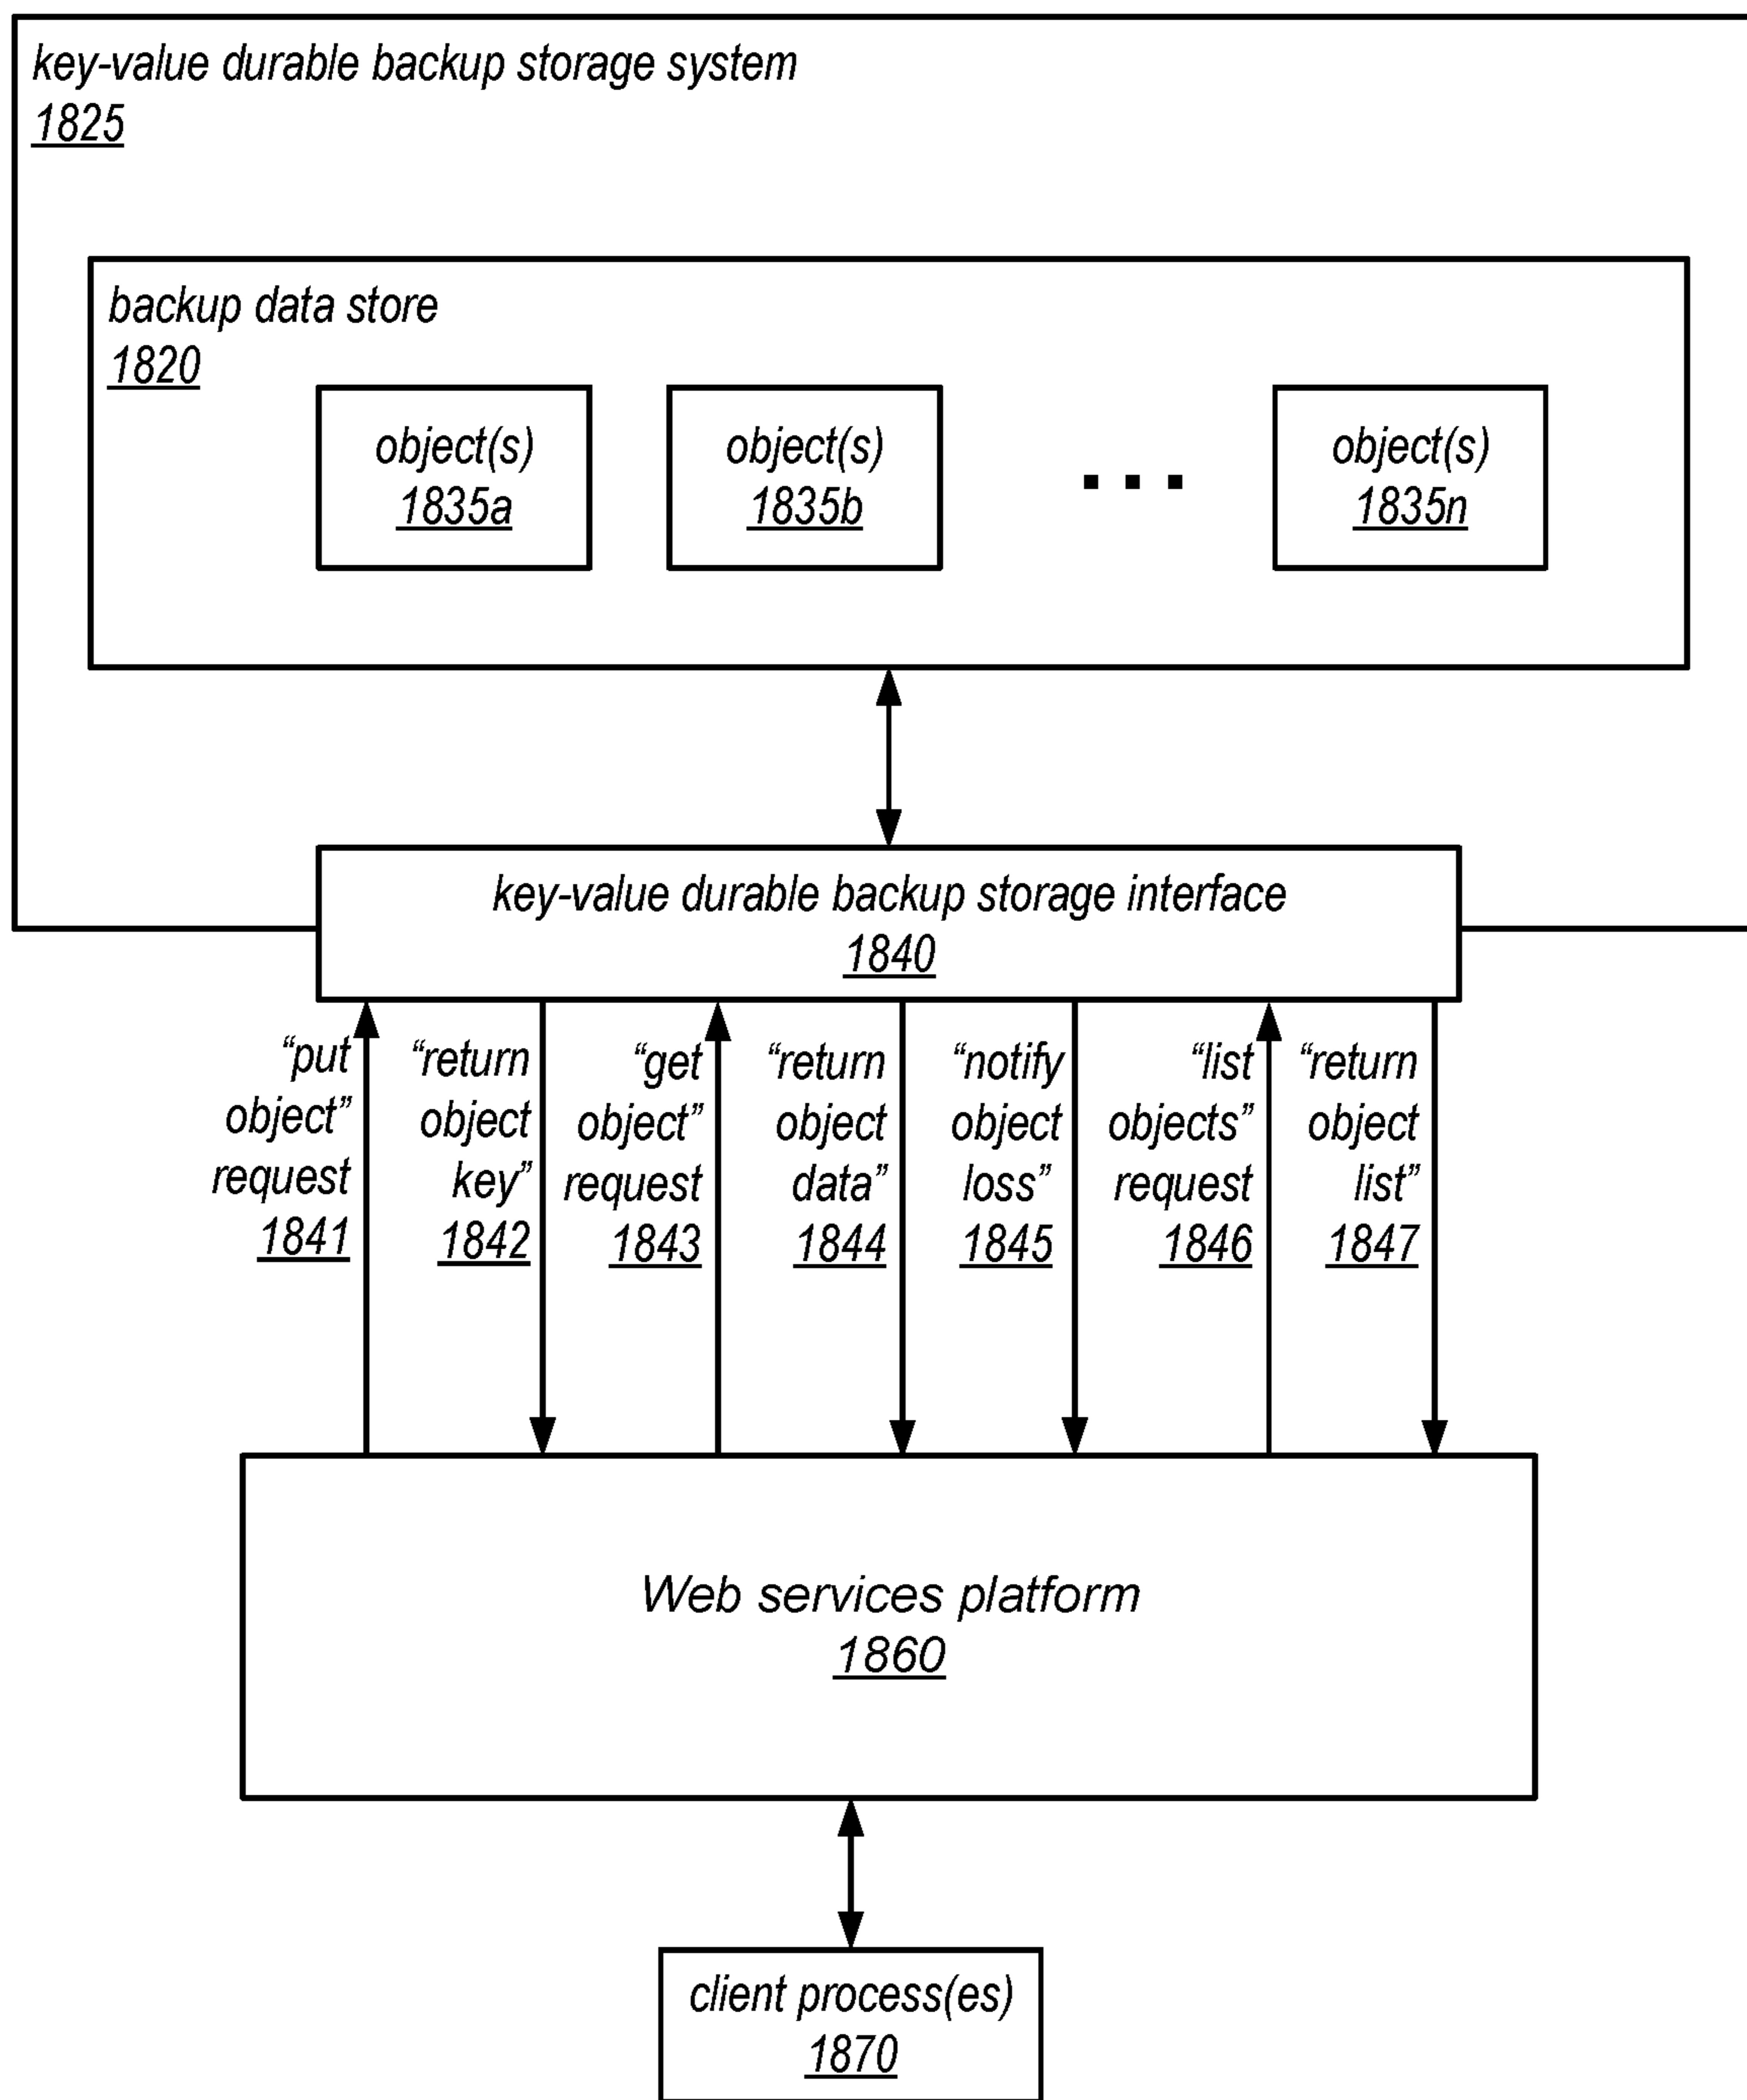 key-value durable backup storage system
1825
backup data store
1820
object(s)
1835a
object(s)
1835b
object(s)
1835n
key-value durable backup storage interface
1840
“put
object”
request
1841
“return
object
key”
1842
“get
object”
request
1843
“return
object
data”
1844
“notify
object
loss”
1845
“list
objects”
request
1846
“return
object
list”
1847
Web services platform
1860
client process(es)
1870